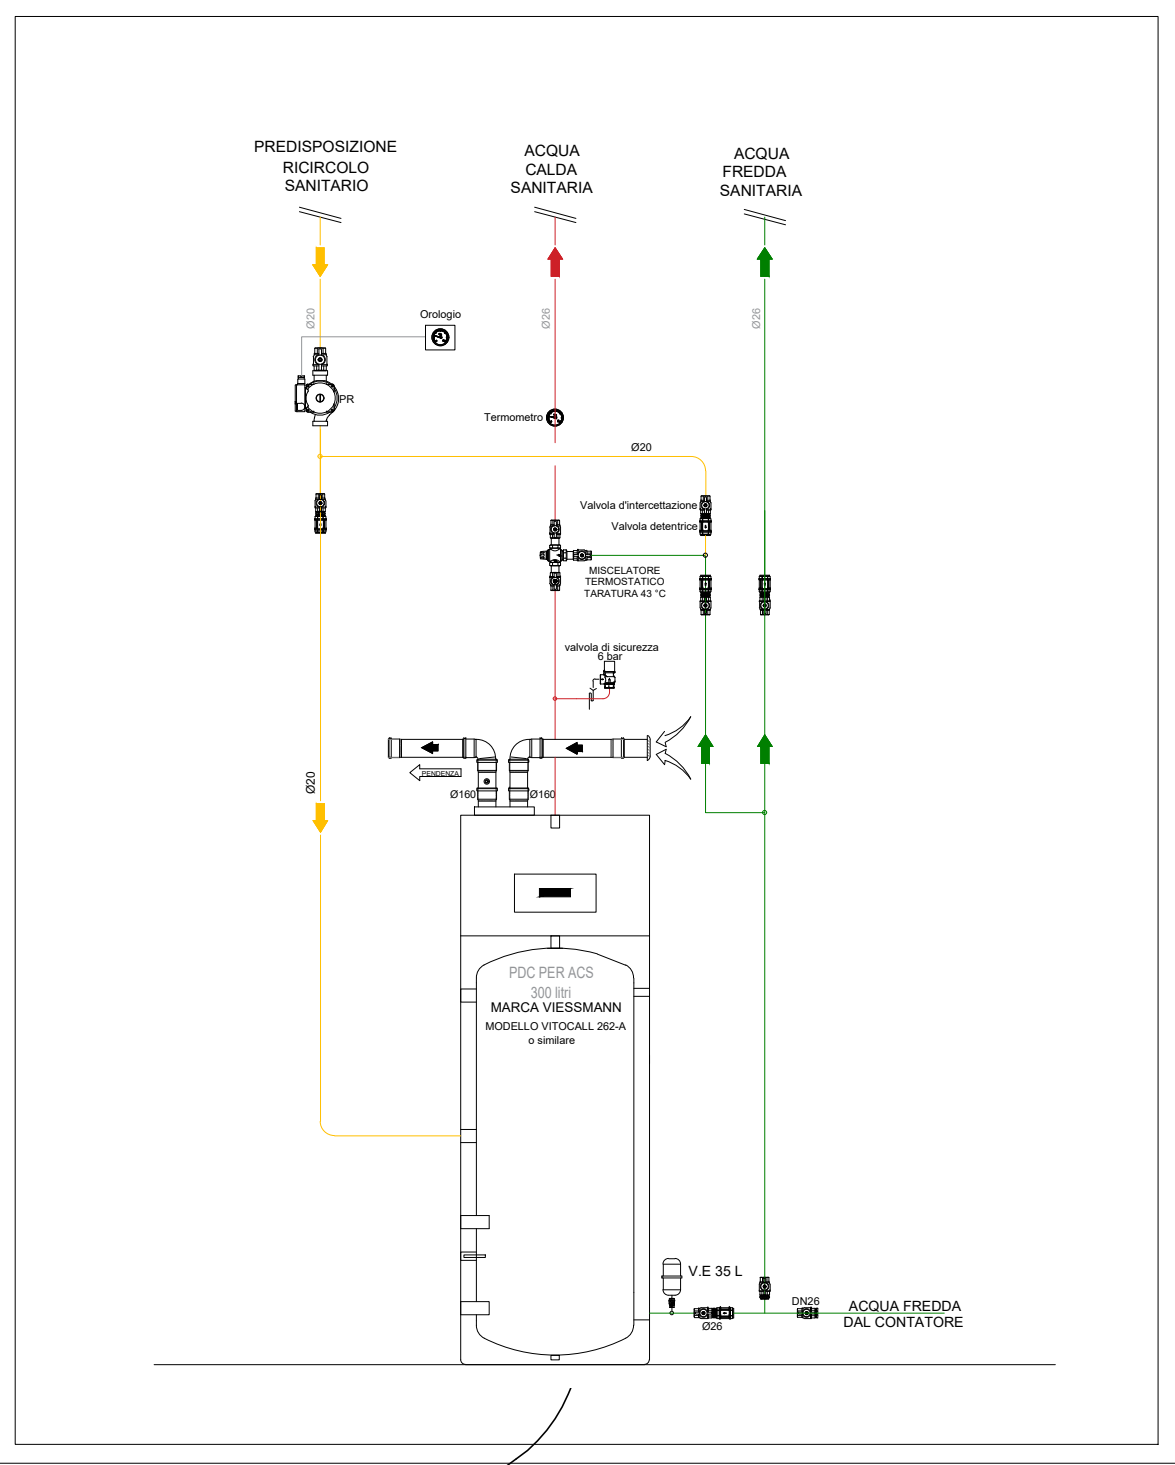 PREDISPOSIZIONE
RICIRCOLO
SANITARIO
ACQUA
CALDA
SANITARIA
ACQUA
FREDDA
SANITARIA
Ø20
Ø26
Ø26
Orologio
PR
Termometro
Ø20
Valvola d'intercettazione
Valvola detentrice
MISCELATORE
TERMOSTATICO
TARATURA 43 °C
valvola di sicurezza
6 bar
PENDENZA
Ø160
Ø160
Ø20
PDC PER ACS
300 litri
MARCA VIESSMANN
MODELLO VITOCALL 262-A
o similare
V.E 35 L
Ø26
DN26
ACQUA FREDDA
DAL CONTATORE